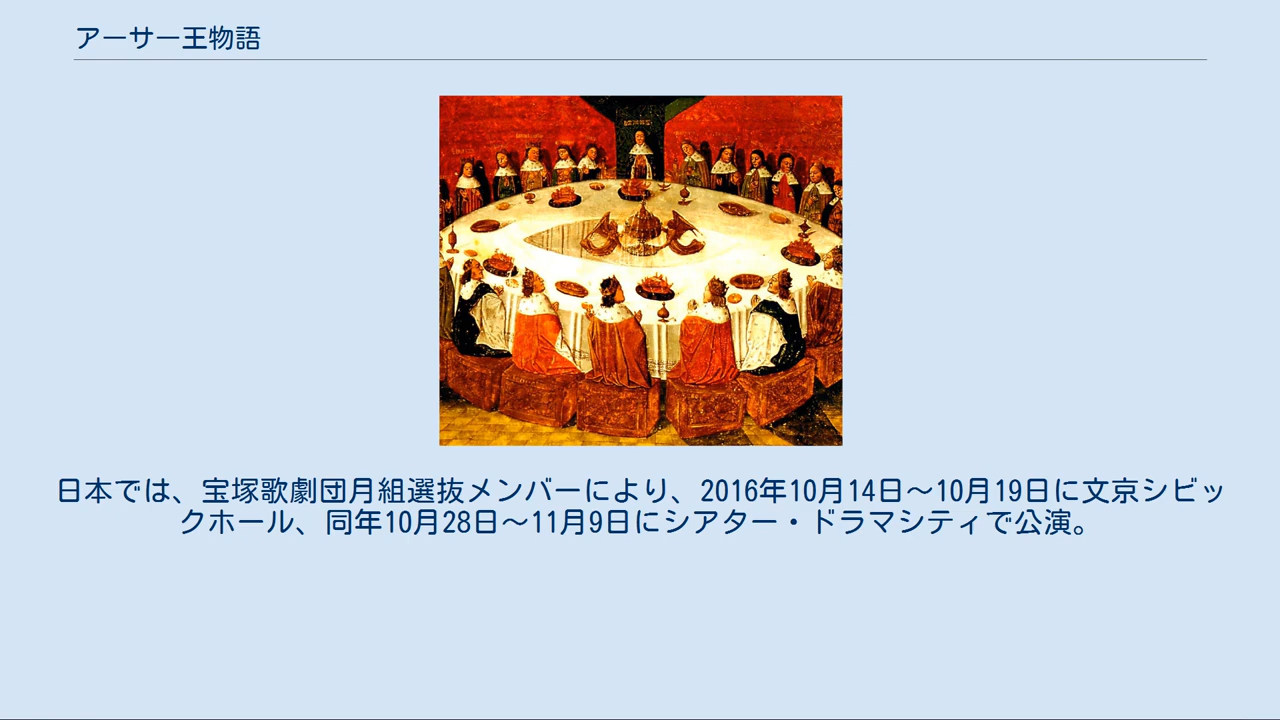 アーサー王物語
日本では、宝塚歌劇団月組選抜メンバーにより、2016年10月14日～10月19日に文京シビッ
クホール、同年10月28日～11月9日にシアター・ドラマシティで公演。